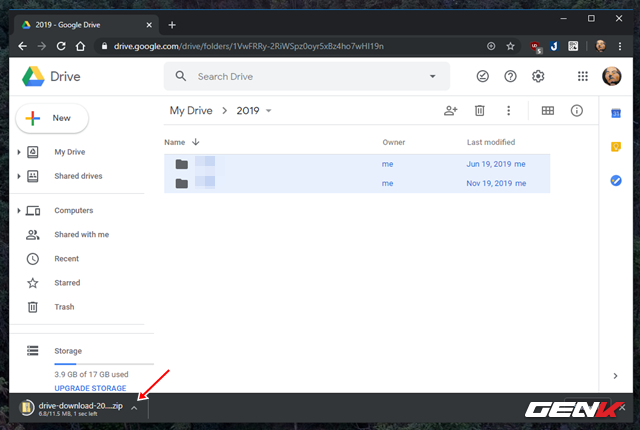 2019 - Google Drive
drive.google.com/drive/folders/1VwFRRy-2RiWSpz0oyr5xBz4ho7wHI19n
Drive
Search Drive
New
My Drive
Shared drives
Computers
Shared with me
Recent
Starred
Trash
Storage
3.9 GB of 17 GB used
UPGRADE STORAGE
My Drive > 2019
Name Owner Last modified
me Jun 19, 2019 me
me Nov 19, 2019 me
drive-download-20....zip
6.8/11.5 MB, 1 sec left
GENK